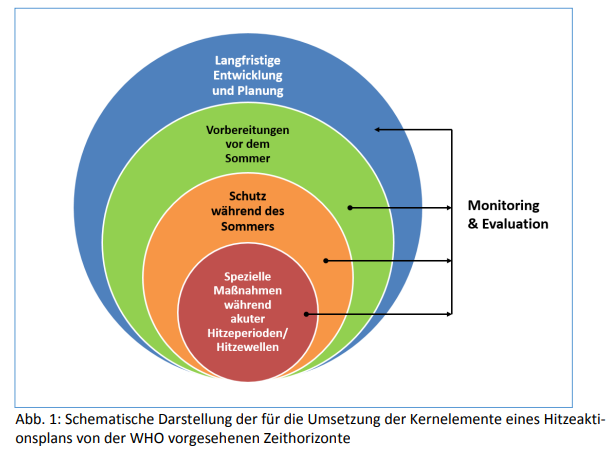 Langfristige
Entwicklung
und Planung
Vorbereitungen
vor dem
Sommer
Schutz
während des
Sommers
Spezielle
Maßnahmen
während
akuter
Hitzeperioden/
Hitzewellen
Monitoring
& Evaluation
Abb. 1: Schematische Darstellung der für die Umsetzung der Kernelemente eines Hitzeakti-
onsplans von der WHO vorgesehenen Zeithorizonte